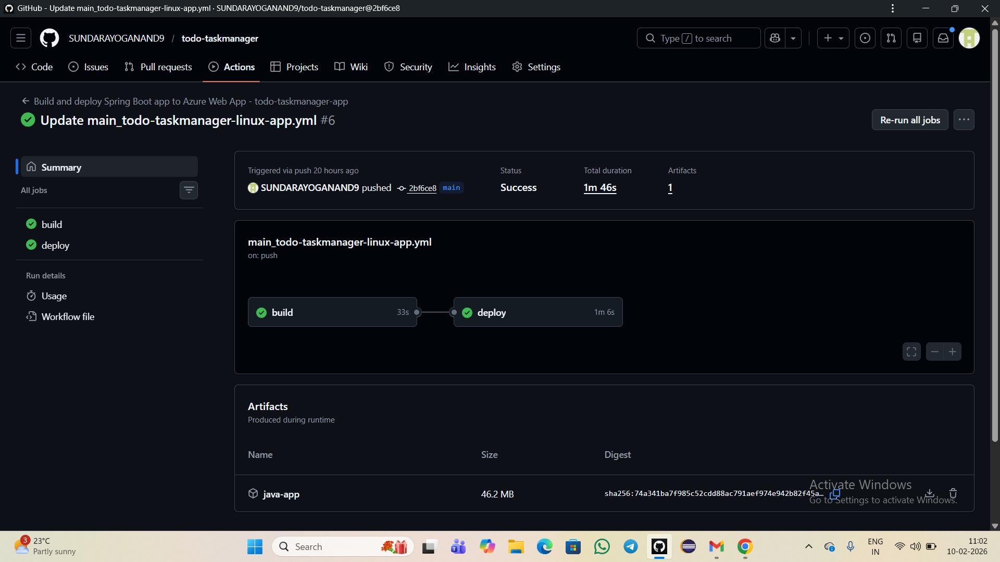 GitHub - Update main_todo-taskmanager-linux-app.yml · SUNDARAYOGANAND9/todo-taskmanager@2bf6ce8
SUNDARAYOGANAND9 / todo-taskmanager
Type / to search
Code Issues Pull requests Actions Projects Wiki Security Insights Settings
Build and deploy Spring Boot app to Azure Web App - todo-taskmanager-app
Update main_todo-taskmanager-linux-app.yml #6
Re-run all jobs
Summary
All jobs
build
deploy
Run details
Usage
Workflow file
Triggered via push 20 hours ago
SUNDARAYOGANAND9 pushed 2bf6ce8 main
Status
Success
Total duration
1m 46s
Artifacts
1
main_todo-taskmanager-linux-app.yml
on: push
build 33s
deploy 1m 6s
Artifacts
Produced during runtime
Name Size Digest
java-app 46.2 MB sha256:74a341ba7f985c52cdd88ac791aef974e942b82f45a…
Activate Windows
Go to Settings to activate Windows.
3
23°C
Partly sunny
Search
ENG
IN
11:02
10-02-2026